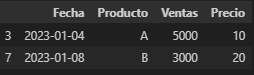 Fecha Producto Ventas Precio
3 2023-01-04 A 5000 10
7 2023-01-08 B 3000 20